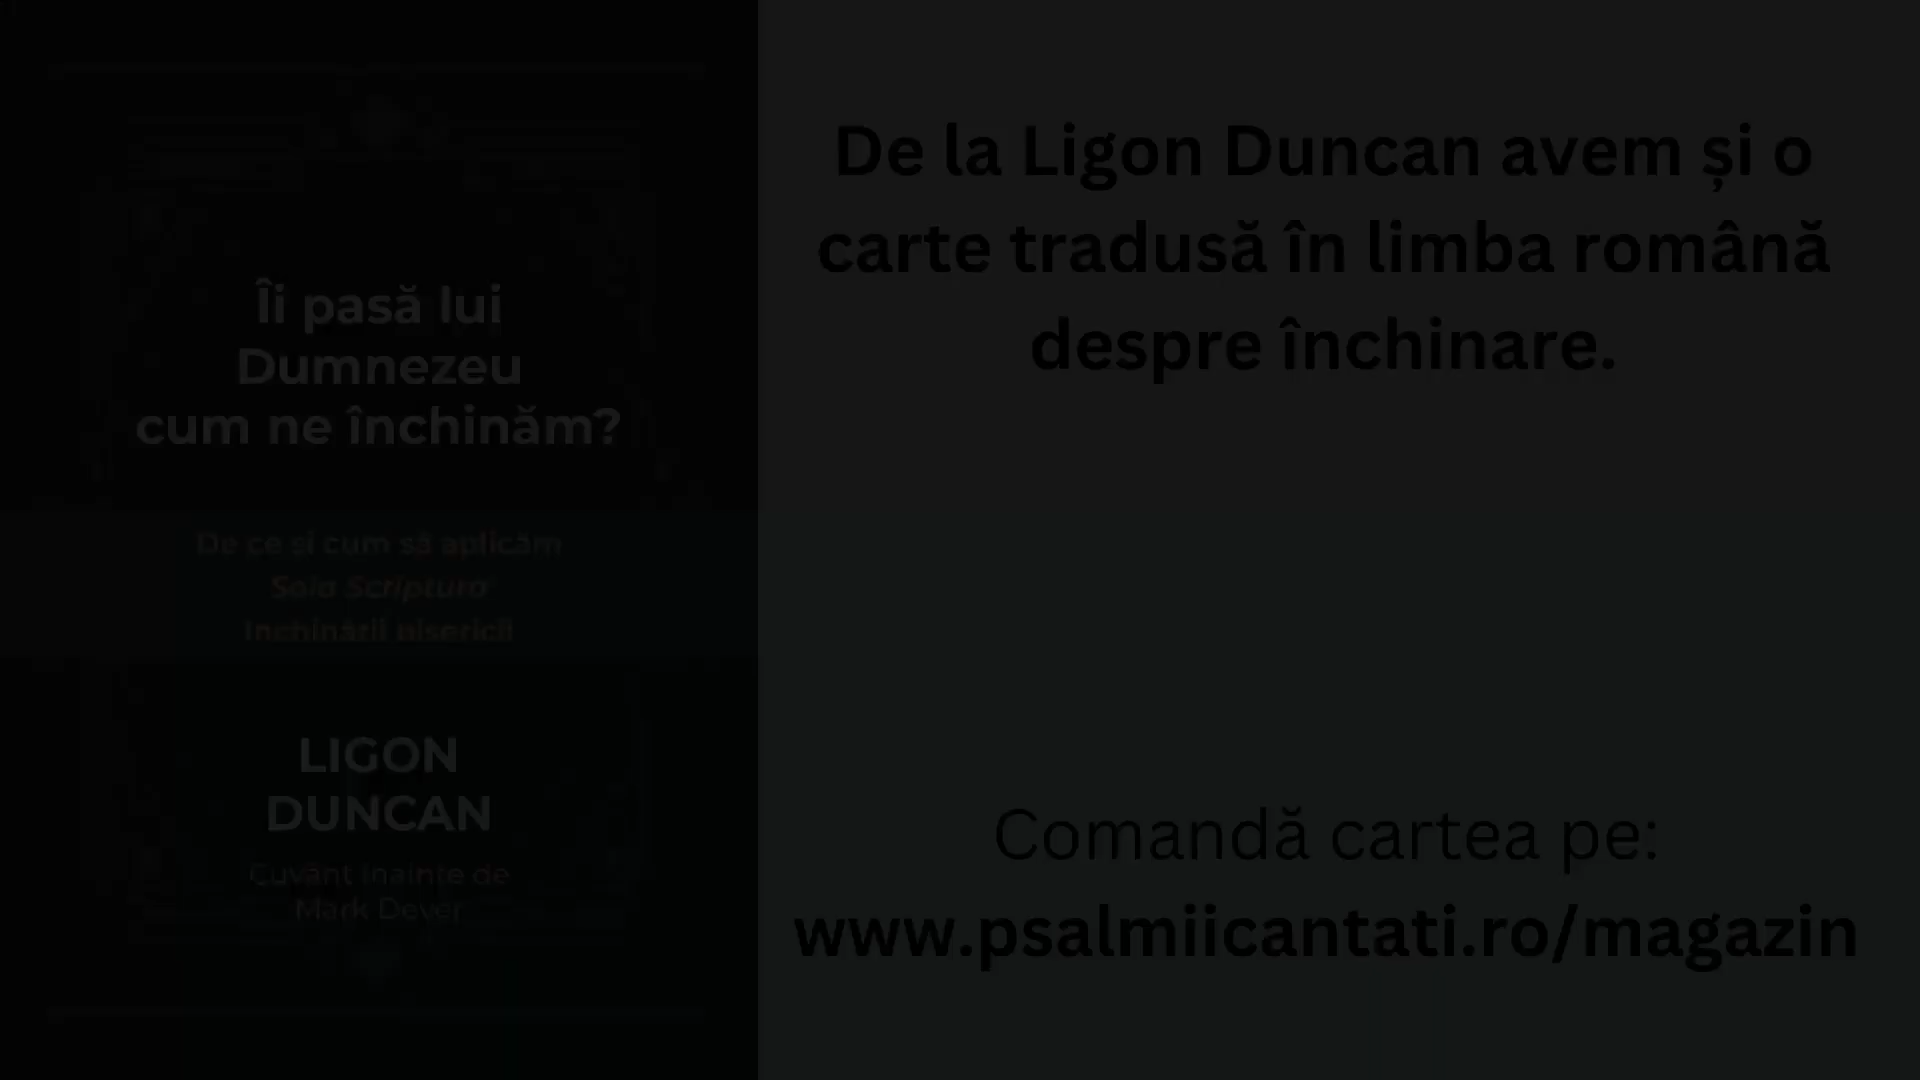 Îi pasă lui
Dumnezeu
cum ne închinăm?
De ce și cum să aplicăm
Sola Scriptura
închinării bisericii
LIGON
DUNCAN
Cuvânt înainte de
Mark Dever
De la Ligon Duncan avem și o
carte tradusă în limba română
despre închinare.
Comandă cartea pe:
www.psalmiicantati.ro/magazin